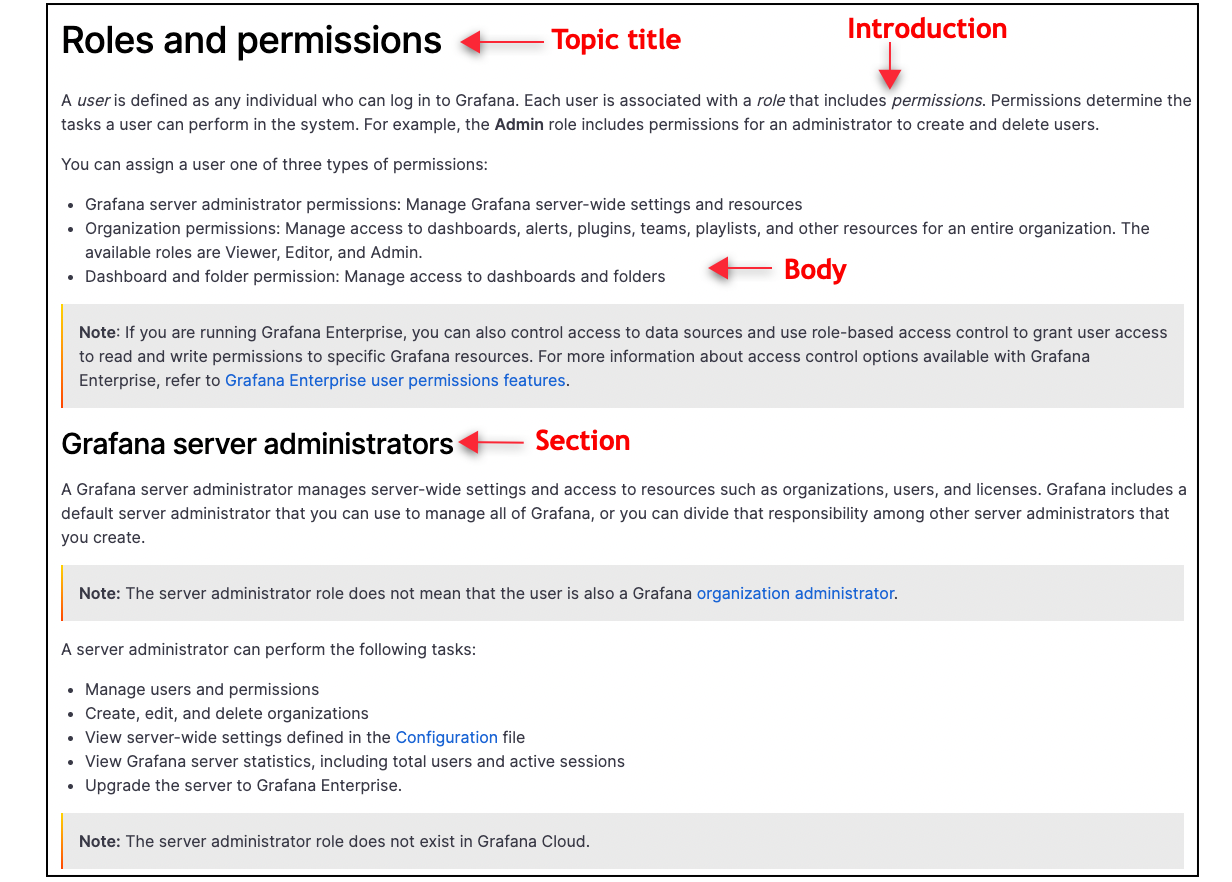 Roles and permissions
Topic title
Introduction
A user is defined as any individual who can log in to Grafana. Each user is associated with a role that includes permissions. Permissions determine the
tasks a user can perform in the system. For example, the Admin role includes permissions for an administrator to create and delete users.
You can assign a user one of three types of permissions:
• Grafana server administrator permissions: Manage Grafana server-wide settings and resources
• Organization permissions: Manage access to dashboards, alerts, plugins, teams, playlists, and other resources for an entire organization. The
available roles are Viewer, Editor, and Admin.
• Dashboard and folder permission: Manage access to dashboards and folders
Body
Note: If you are running Grafana Enterprise, you can also control access to data sources and use role-based access control to grant user access
to read and write permissions to specific Grafana resources. For more information about access control options available with Grafana
Enterprise, refer to Grafana Enterprise user permissions features.
Grafana server administrators
Section
A Grafana server administrator manages server-wide settings and access to resources such as organizations, users, and licenses. Grafana includes a
default server administrator that you can use to manage all of Grafana, or you can divide that responsibility among other server administrators that
you create.
Note: The server administrator role does not mean that the user is also a Grafana organization administrator.
A server administrator can perform the following tasks:
• Manage users and permissions
• Create, edit, and delete organizations
• View server-wide settings defined in the Configuration file
• View Grafana server statistics, including total users and active sessions
• Upgrade the server to Grafana Enterprise.
Note: The server administrator role does not exist in Grafana Cloud.